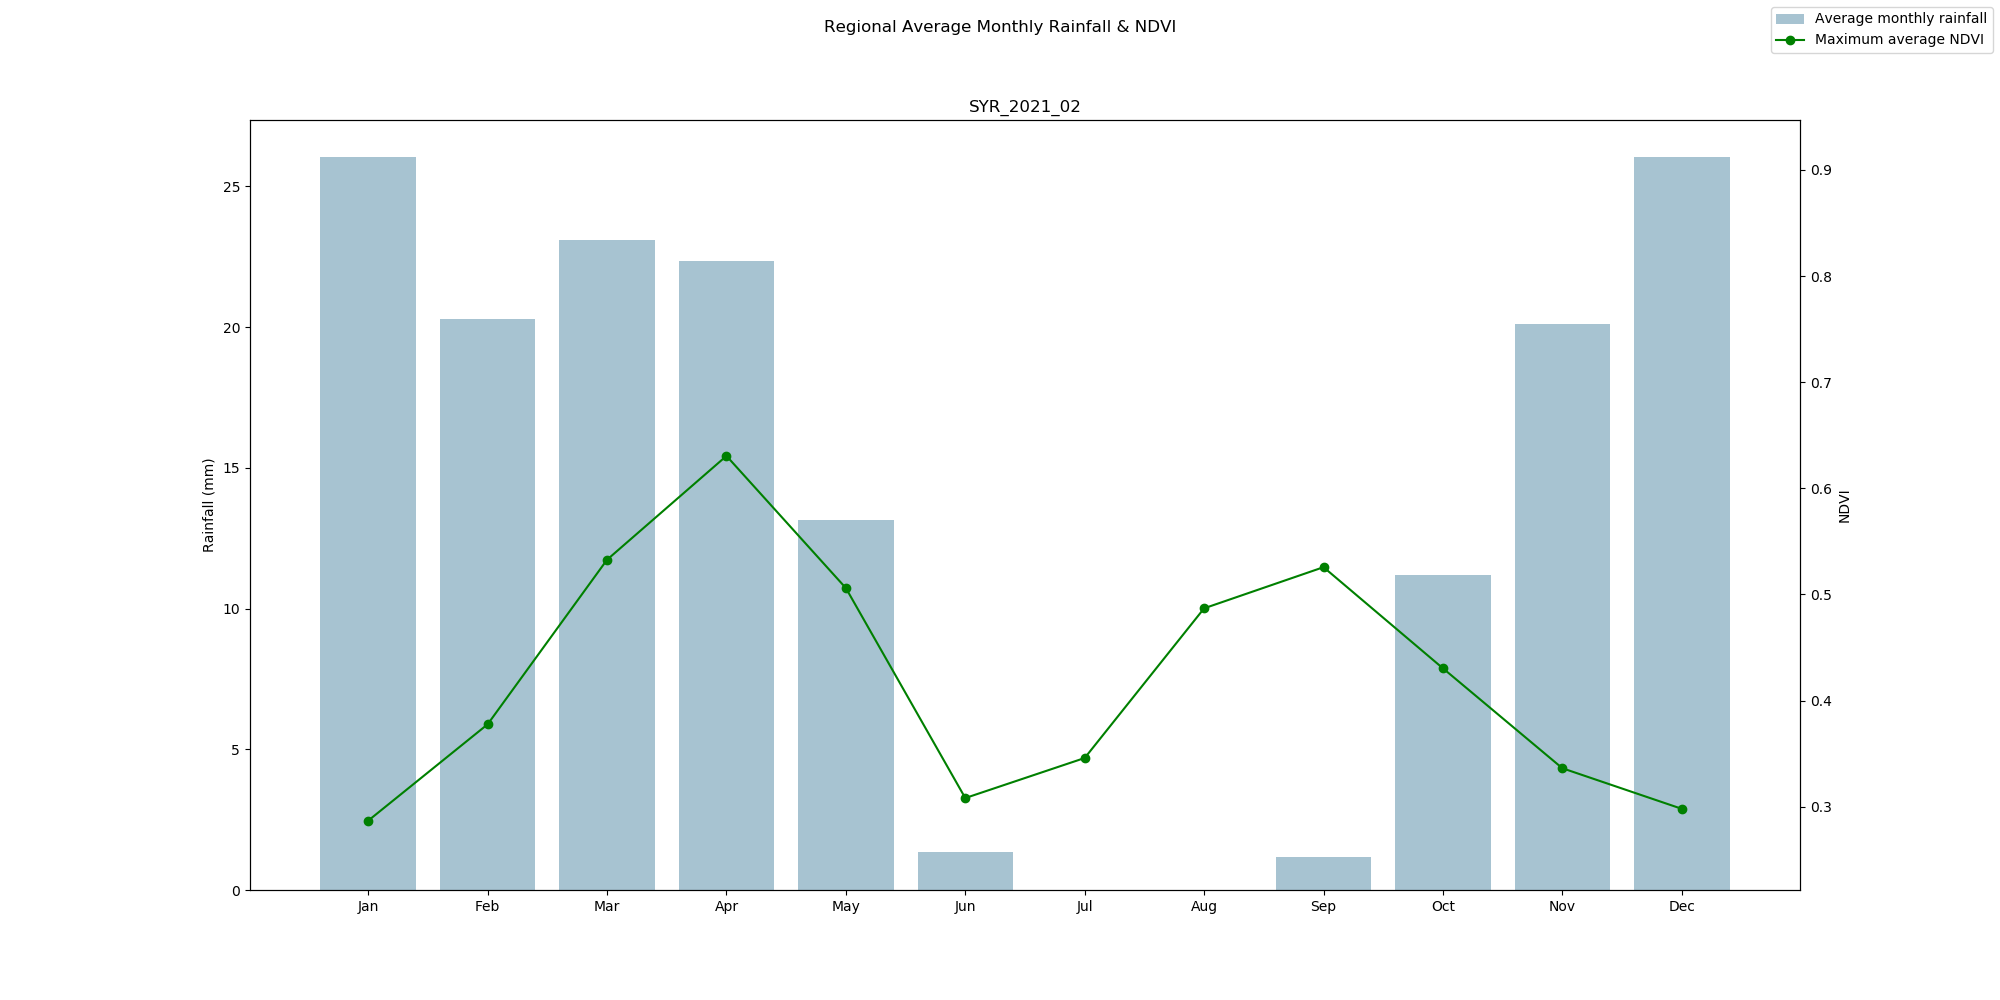 Regional Average Monthly Rainfall & NDVI
Average monthly rainfall
Maximum average NDVI
SYR_2021_02
Rainfall (mm)
25
20
15
10
5
0
NDVI
0.9
0.8
0.7
0.6
0.5
0.4
0.3
Jan Feb Mar Apr May Jun Jul Aug Sep Oct Nov Dec